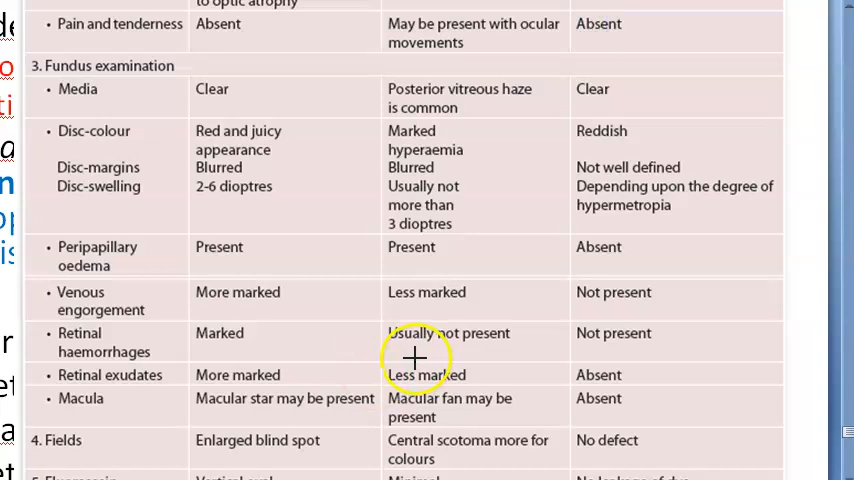 to optic atrophy
• Pain and tenderness Absent May be present with ocular Absent
movements
3. Fundus examination
• Media Clear Posterior vitreous haze Clear
is common
• Disc-colour Red and juicy Marked Reddish
appearance hyperaemia
Disc-margins Blurred Blurred Not well defined
Disc-swelling 2-6 dioptres Usually not Depending upon the degree of
more than hypermetropia
3 dioptres
• Peripapillary Present Present Absent
oedema
• Venous More marked Less marked Not present
engorgement
• Retinal Marked Usually not present Not present
haemorrhages
• Retinal exudates More marked Less marked Absent
• Macula Macular star may be present Macular fan may be Absent
present
4. Fields Enlarged blind spot Central scotoma more for No defect
colours